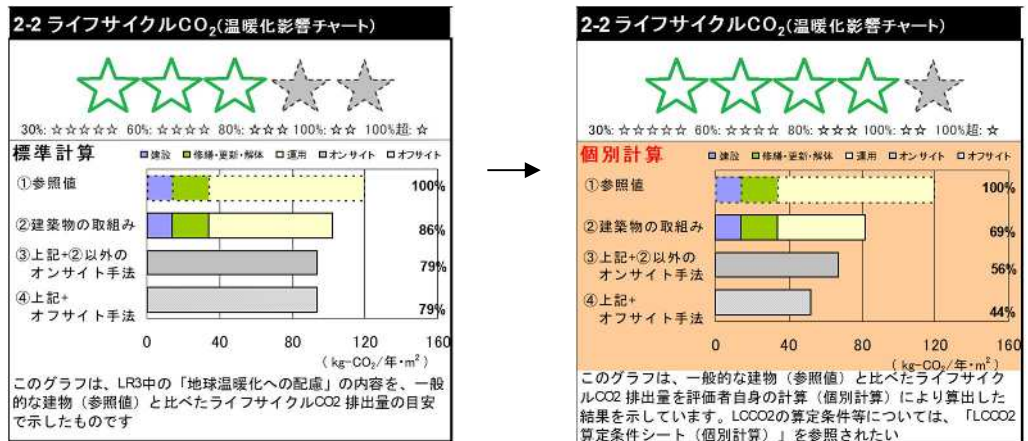 2-2 ライフサイクルCO₂(温暖化影響チャート)
30%: ☆☆☆☆☆ 60%: ☆☆☆☆ 80%: ☆☆☆ 100%: ☆☆ 100%超: ☆
標準計算
建設 修繕・更新・解体 運用 オンサイト オフサイト
①参照値 100%
②建築物の取組み 86%
③上記+②以外の
オンサイト手法 79%
④上記+
オフサイト手法 79%
0 40 80 120 160
( kg-CO₂/年・m² )
このグラフは、LR3中の「地球温暖化への配慮」の内容を、一般
的な建物（参照値）と比べたライフサイクルCO2 排出量の目安
で示したものです
2-2 ライフサイクルCO₂(温暖化影響チャート)
30%: ☆☆☆☆☆ 60%: ☆☆☆☆ 80%: ☆☆☆ 100%: ☆☆ 100%超: ☆
個別計算
建設 修繕・更新・解体 運用 オンサイト オフサイト
①参照値 100%
②建築物の取組み 69%
③上記+②以外の
オンサイト手法 56%
④上記+
オフサイト手法 44%
0 40 80 120 160
( kg-CO₂/年・m² )
このグラフは、一般的な建物（参照値）と比べたライフサイク
ルCO2 排出量を評価者自身の計算（個別計算）により算出した
結果を示しています。LCCO2の算定条件等については、「LCCO2
算定条件シート（個別計算）」を参照されたい